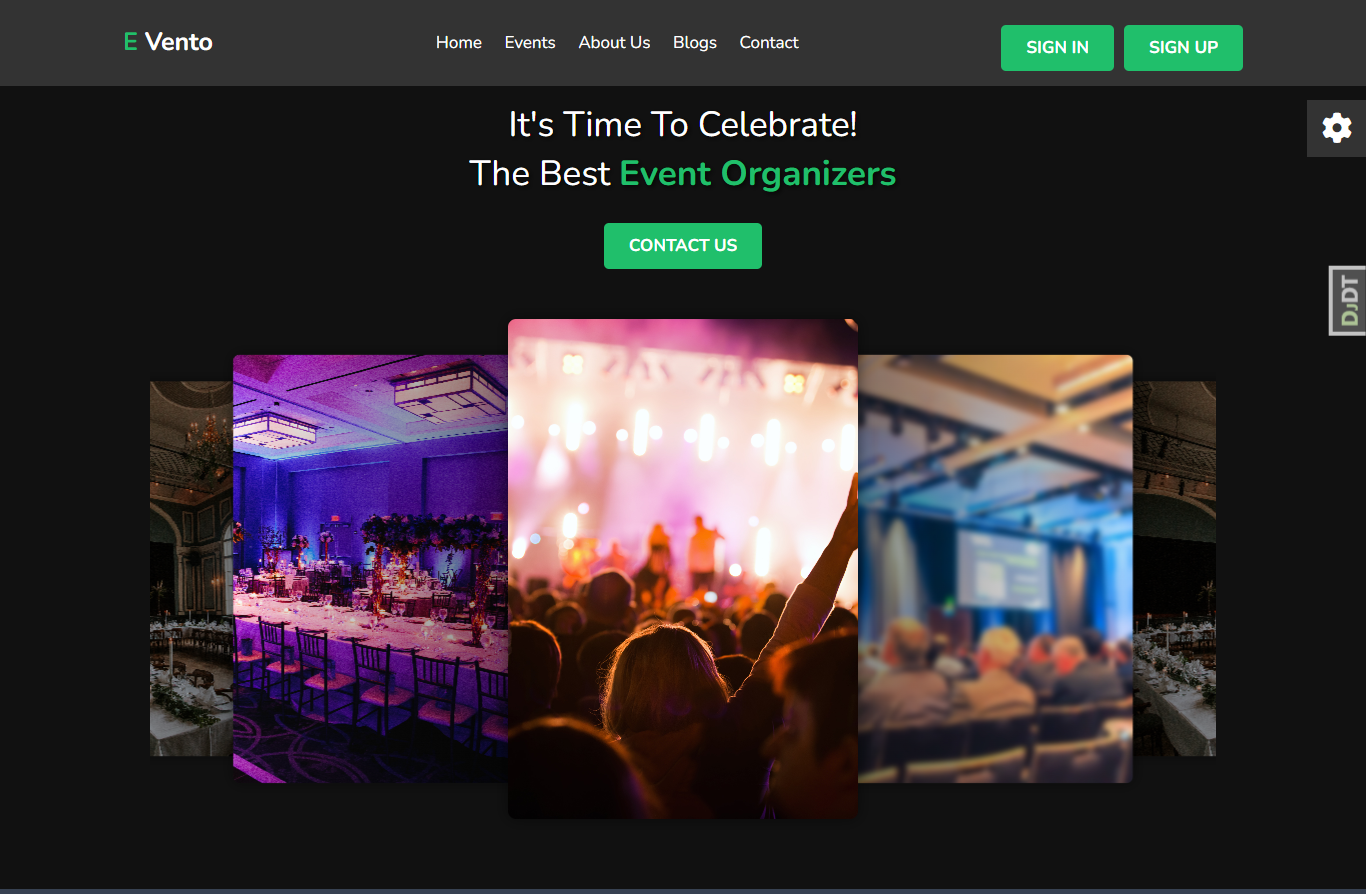 E Vento
Home Events About Us Blogs Contact
SIGN IN SIGN UP
It's Time To Celebrate!
The Best Event Organizers
CONTACT US
DJDT